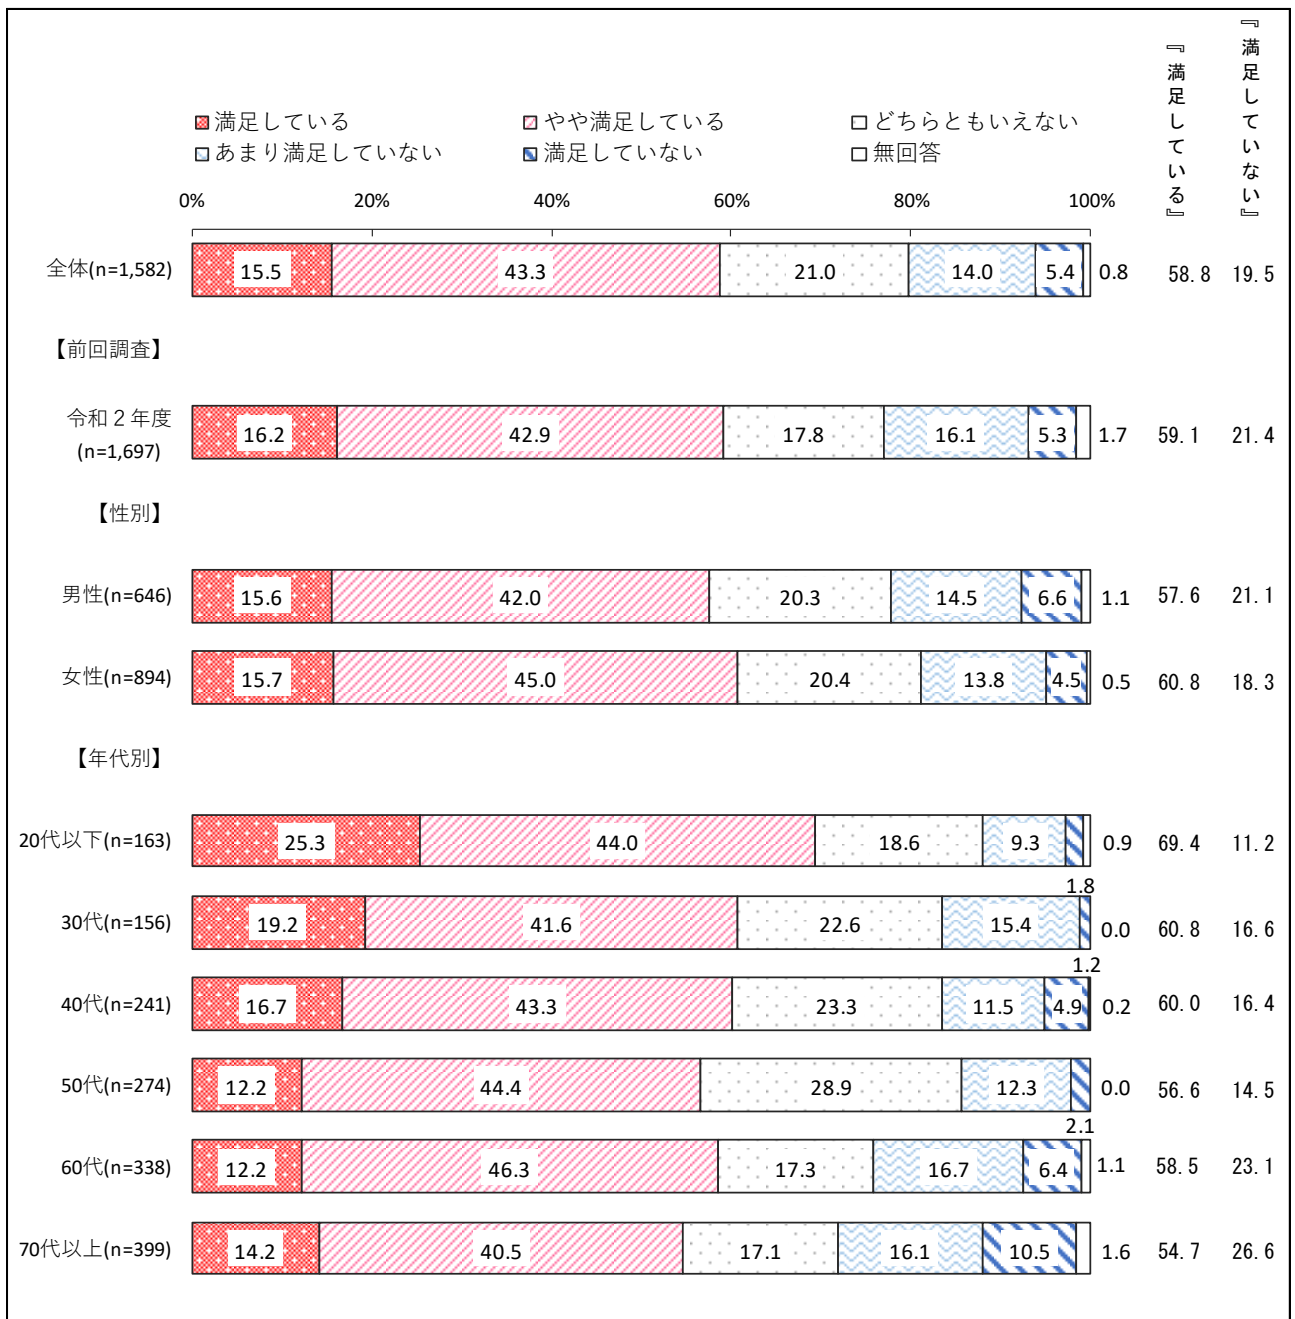 『満足している』
『満足していない』
満足している やや満足している どちらともいえない
あまり満足していない 満足していない 無回答
0% 20% 40% 60% 80% 100%
全体(n=1,582) 15.5 43.3 21.0 14.0 5.4 0.8 58.8 19.5
【前回調査】
令和２年度
(n=1,697) 16.2 42.9 17.8 16.1 5.3 1.7 59.1 21.4
【性別】
男性(n=646) 15.6 42.0 20.3 14.5 6.6 1.1 57.6 21.1
女性(n=894) 15.7 45.0 20.4 13.8 4.5 0.5 60.8 18.3
【年代別】
20代以下(n=163) 25.3 44.0 18.6 9.3 0.9 69.4 11.2
1.8
30代(n=156) 19.2 41.6 22.6 15.4 0.0 60.8 16.6
1.2
40代(n=241) 16.7 43.3 23.3 11.5 4.9 0.2 60.0 16.4
50代(n=274) 12.2 44.4 28.9 12.3 0.0 56.6 14.5
2.1
60代(n=338) 12.2 46.3 17.3 16.7 6.4 1.1 58.5 23.1
70代以上(n=399) 14.2 40.5 17.1 16.1 10.5 1.6 54.7 26.6